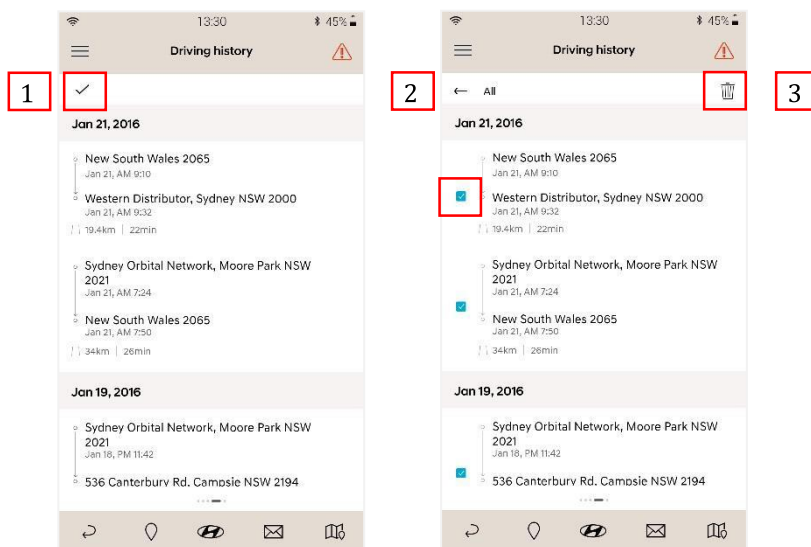 13:30
45%
Driving history
1
Jan 21, 2016
New South Wales 2065
Jan 21, AM 9:10
Western Distributor, Sydney NSW 2000
Jan 21, AM 9:32
19.4km | 22min
Sydney Orbital Network, Moore Park NSW
2021
Jan 21, AM 7:24
New South Wales 2065
Jan 21, AM 7:50
34km | 26min
Jan 19, 2016
Sydney Orbital Network, Moore Park NSW
2021
Jan 18, PM 11:42
536 Canterbury Rd. Campsie NSW 2194
13:30
45%
Driving history
2
All
3
Jan 21, 2016
New South Wales 2065
Jan 21, AM 9:10
Western Distributor, Sydney NSW 2000
Jan 21, AM 9:32
19.4km | 22min
Sydney Orbital Network, Moore Park NSW
2021
Jan 21, AM 7:24
New South Wales 2065
Jan 21, AM 7:50
34km | 26min
Jan 19, 2016
Sydney Orbital Network, Moore Park NSW
2021
Jan 18, PM 11:42
536 Canterbury Rd. Campsie NSW 2194